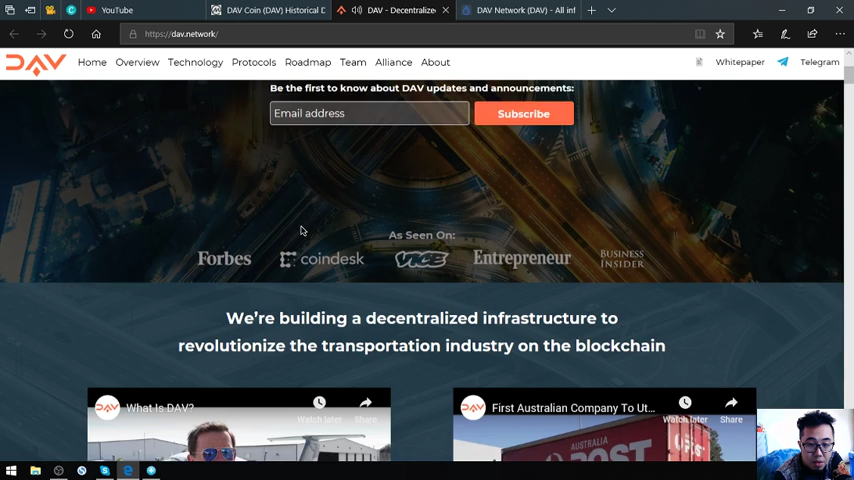 YouTube
DAV Coin (DAV) Historical D
DAV - Decentralize
DAV Network (DAV) - All inf
https://dav.network/
DAV
Home
Overview
Technology
Protocols
Roadmap
Team
Alliance
About
Whitepaper
Telegram
Be the first to know about DAV updates and announcements:
Email address
Subscribe
As Seen On:
Forbes
coindesk
VICE
Entrepreneur
BUSINESS
INSIDER
We're building a decentralized infrastructure to
revolutionize the transportation industry on the blockchain
DAV
What Is DAV?
Watch later
Share
DAV
First Australian Company To Ut...
Watch later
Share
AUSTRALIA
POST